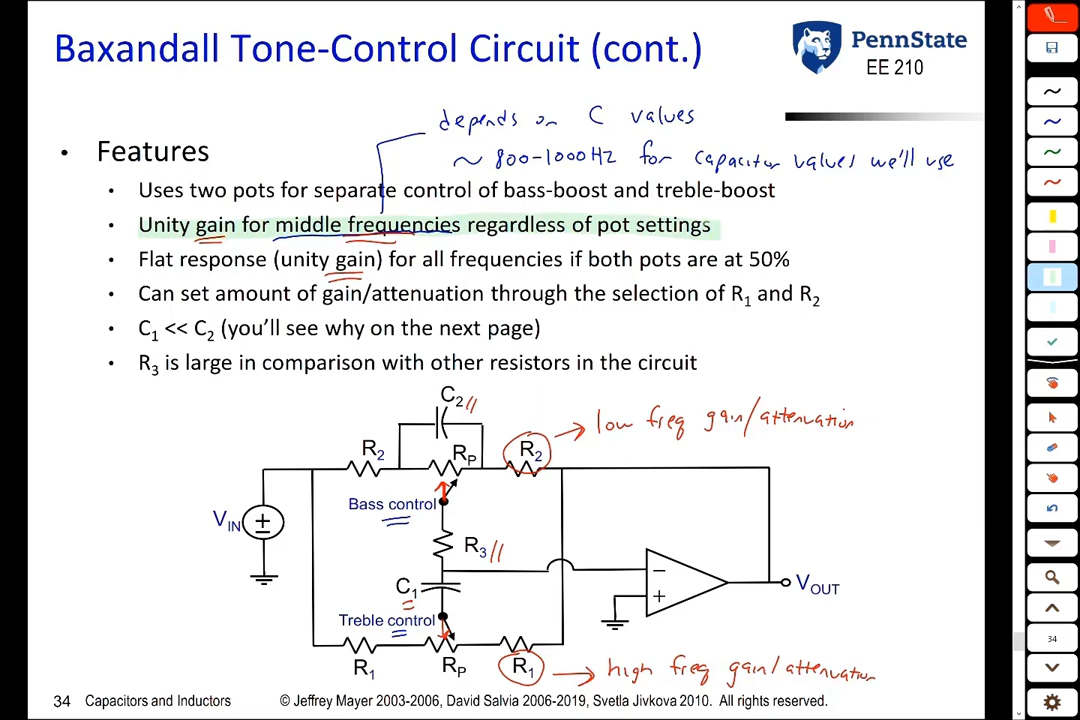 Baxandall Tone-Control Circuit (cont.)
PennState
EE 210
depends on C values
~ 800-1000 Hz for capacitor values we'll use
• Features
• Uses two pots for separate control of bass-boost and treble-boost
• Unity gain for middle frequencies regardless of pot settings
• Flat response (unity gain) for all frequencies if both pots are at 50%
• Can set amount of gain/attenuation through the selection of R1 and R2
• C1 << C2 (you'll see why on the next page)
• R3 is large in comparison with other resistors in the circuit
C2
low freq gain/attenuation
R2
RP
R2
Bass control
VIN
R3
C1
VOUT
Treble control
R1
RP
R1
high freq gain/attenuation
34 Capacitors and Inductors © Jeffrey Mayer 2003-2006, David Salvia 2006-2019, Svetla Jivkova 2010. All rights reserved.
34